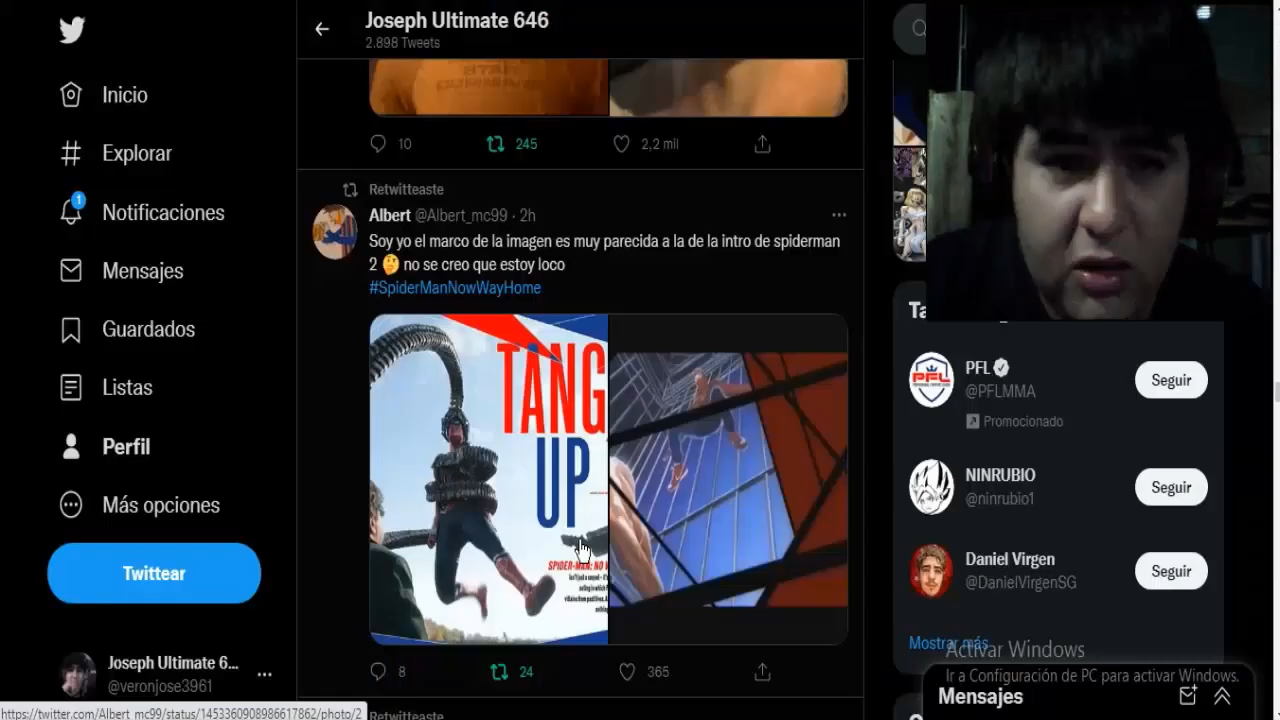 Joseph Ultimate 646
2.898 Tweets
Inicio
Explorar
1
Notificaciones
Mensajes
Guardados
Listas
Perfil
Más opciones
Twittear
Joseph Ultimate 6...
@veronjose3961
10
245
2,2 mil
Retwitteaste
Albert @Albert_mc99 · 2h
Soy yo el marco de la imagen es muy parecida a la de la intro de spiderman
2 🤔 no se creo que estoy loco
#SpiderManNowWayHome
TANG
UP
SPIDER-MAN: NO W
8
24
365
Retwitteaste
PFL
@PFLMMA
Promocionado
Seguir
NINRUBIO
@ninrubio1
Seguir
Daniel Virgen
@DanielVirgenSG
Seguir
Mostrar más
Activar Windows
Ir a Configuración de PC para activar Windows.
Mensajes
https://twitter.com/Albert_mc99/status/1453360908986617862/photo/2